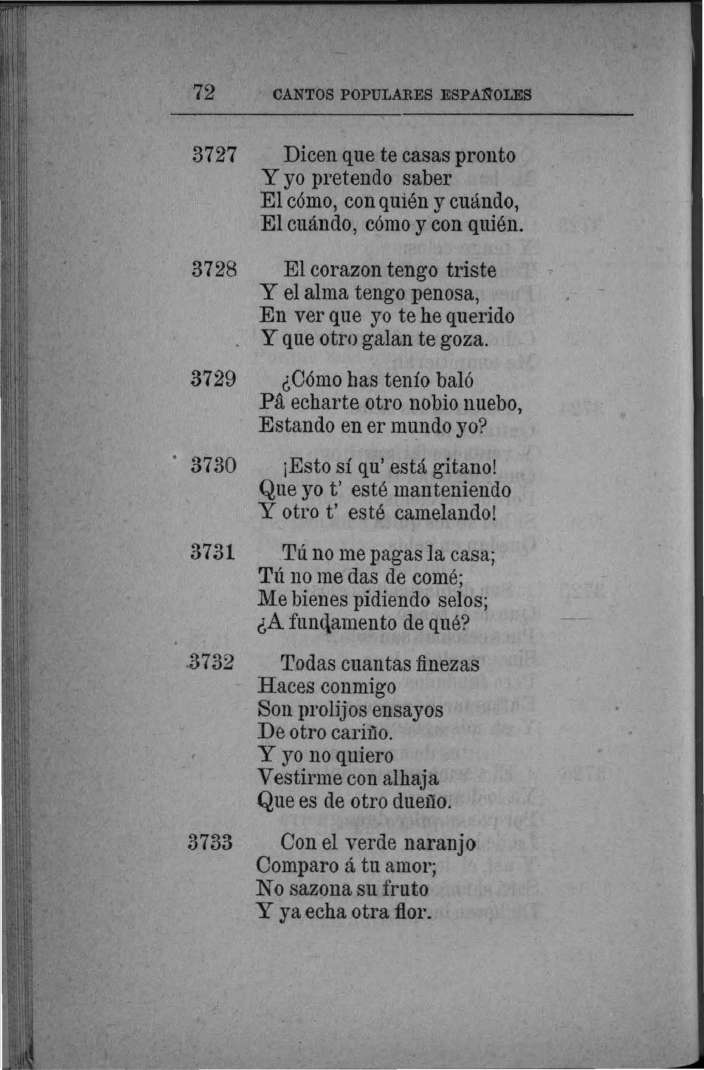 72 CANTOS POPULARES ESPAÑOLES
3727 Dicen que te casas pronto
Y yo pretendo saber
El cómo, con quién y cuándo,
El cuándo, cómo y con quién.
3728 El corazon tengo triste
Y el alma tengo penosa,
En ver que yo te he querido
Y que otro galan te goza.
3729 ¿Cómo has tenío baló
Pâ echarte otro nobio nuebo,
Estando en er mundo yo?
3730 ¡Esto sí qu' está gitano!
Que yo t' esté manteniendo
Y otro t' esté camelando!
3731 Tú no me pagas la casa;
Tú no me das de comé;
Me bienes pidiendo selos;
¿A fundamento de qué?
3732 Todas cuantas finezas
Haces conmigo
Son prolijos ensayos
De otro cariño.
Y yo no quiero
Vestirme con alhaja
Que es de otro dueño.
3733 Con el verde naranjo
Comparo á tu amor;
No sazona su fruto
Y ya echa otra flor.